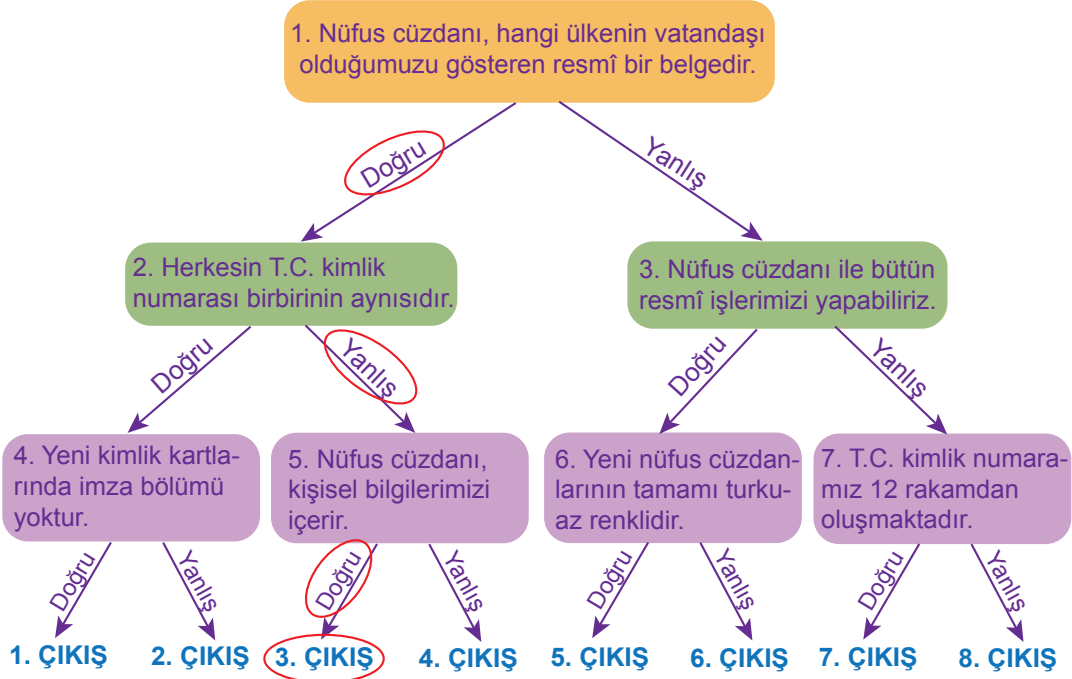 1. Nüfus cüzdanı, hangi ülkenin vatandaşı
olduğumuzu gösteren resmî bir belgedir.
Doğru
Yanlış
2. Herkesin T.C. kimlik
numarası birbirinin aynısıdır.
3. Nüfus cüzdanı ile bütün
resmî işlerimizi yapabiliriz.
Doğru
Yanlış
Doğru
Yanlış
4. Yeni kimlik kartla-
rında imza bölümü
yoktur.
5. Nüfus cüzdanı,
kişisel bilgilerimizi
içerir.
6. Yeni nüfus cüzdan-
larının tamamı turku-
az renklidir.
7. T.C. kimlik numara-
mız 12 rakamdan
oluşmaktadır.
Doğru
Yanlış
Doğru
Yanlış
Doğru
Yanlış
Doğru
Yanlış
1. ÇIKIŞ
2. ÇIKIŞ
3. ÇIKIŞ
4. ÇIKIŞ
5. ÇIKIŞ
6. ÇIKIŞ
7. ÇIKIŞ
8. ÇIKIŞ